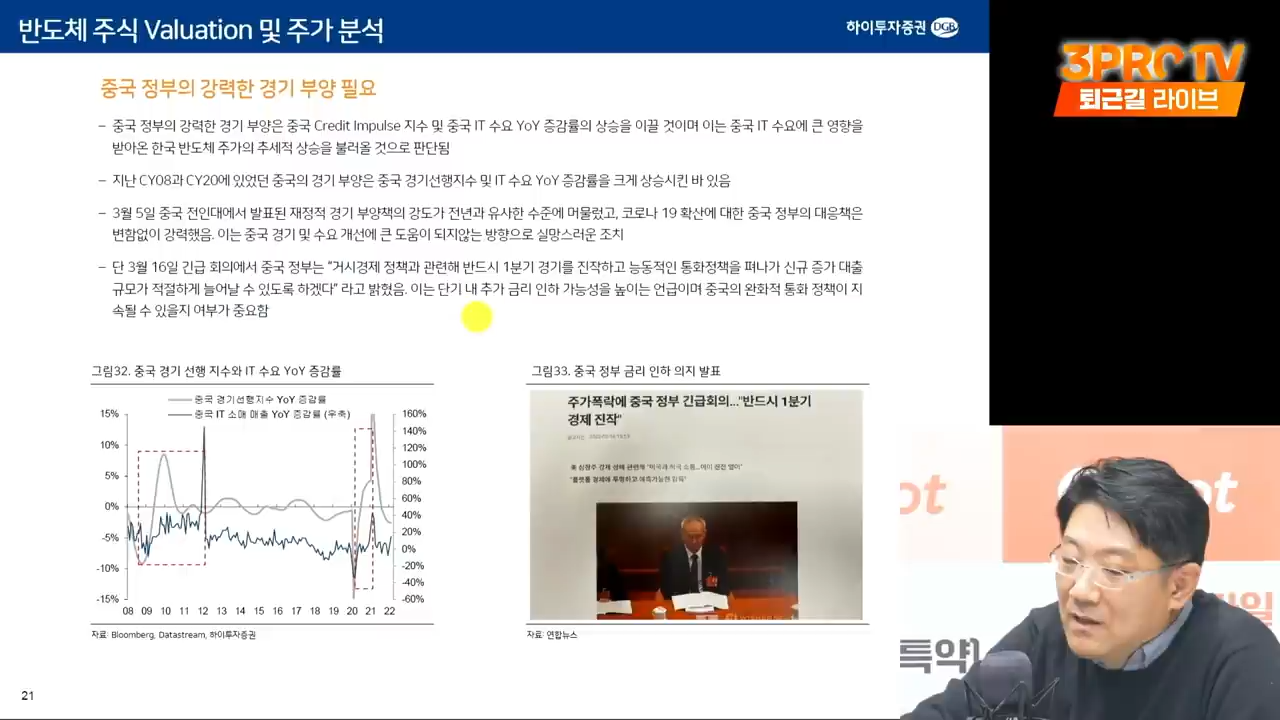 반도체 주식 Valuation 및 주가 분석
하이투자증권 DGB
3PRO TV
퇴근길 라이브
중국 정부의 강력한 경기 부양 필요
– 중국 정부의 강력한 경기 부양은 중국 Credit Impulse 지수 및 중국 IT 수요 YoY 증감률의 상승을 이끌 것이며 이는 중국 IT 수요에 큰 영향을
받아온 한국 반도체 주가의 추세적 상승을 불러올 것으로 판단됨
– 지난 CY08과 CY20에 있었던 중국의 경기 부양은 중국 경기선행지수 및 IT 수요 YoY 증감률을 크게 상승시킨 바 있음
– 3월 5일 중국 전인대에서 발표된 재정적 경기 부양책의 강도가 전년과 유사한 수준에 머물렀고, 코로나 19 확산에 대한 중국 정부의 대응책은
변함없이 강력했음. 이는 중국 경기 및 수요 개선에 큰 도움이 되지않는 방향으로 실망스러운 조치
– 단 3월 16일 긴급 회의에서 중국 정부는 “거시경제 정책과 관련해 반드시 1분기 경기를 진작하고 능동적인 통화정책을 펴나가 신규 증가 대출
규모가 적절하게 늘어날 수 있도록 하겠다” 라고 밝혔음. 이는 단기 내 추가 금리 인하 가능성을 높이는 언급이며 중국의 완화적 통화 정책이 지
속될 수 있을지 여부가 중요함
그림32. 중국 경기 선행 지수와 IT 수요 YoY 증감률
중국 경기선행지수 YoY 증감률
중국 IT 소매 매출 YoY 증감률 (우축)
15%
10%
5%
0%
-5%
-10%
-15%
160%
140%
120%
100%
80%
60%
40%
20%
0%
-20%
-40%
-60%
08 09 10 11 12 13 14 15 16 17 18 19 20 21 22
자료: Bloomberg, Datastream, 하이투자증권
그림33. 중국 정부 금리 인하 의지 발표
주가폭락에 중국 정부 긴급회의..."반드시 1분기
경제 진작"
자료: 연합뉴스
특약
21